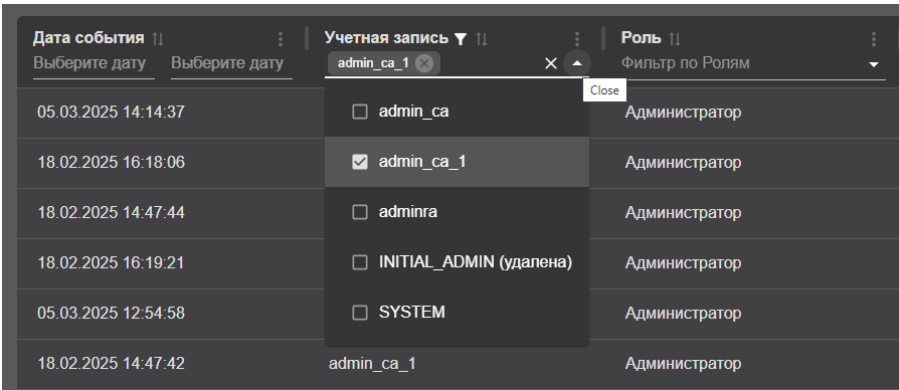 Дата события Учетная запись Роль
Выберите дату Выберите дату admin_ca_1 Фильтр по Ролям
Close
05.03.2025 14:14:37 admin_ca Администратор
18.02.2025 16:18:06 admin_ca_1 Администратор
18.02.2025 14:47:44 adminra Администратор
18.02.2025 16:19:21 INITIAL_ADMIN (удалена) Администратор
05.03.2025 12:54:58 SYSTEM Администратор
18.02.2025 14:47:42 admin_ca_1 Администратор